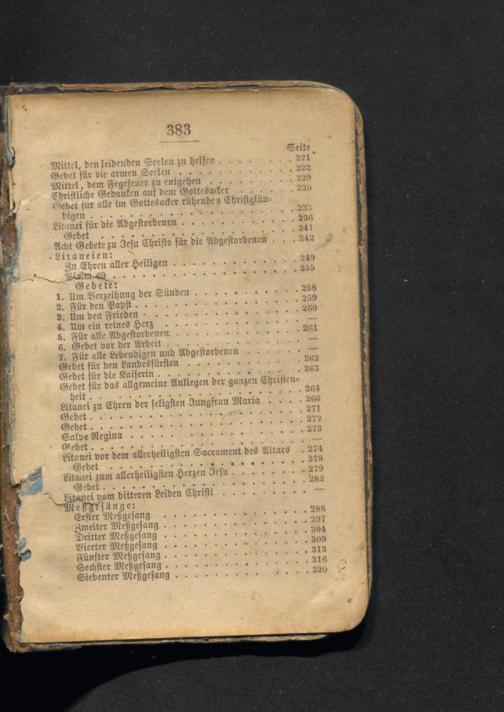 383
Seite
Mittel, den leidenden Seelen zu helfen . . . . . . . . 221
Gebet für die armen Seelen . . . . . . . . . . . 222
Mittel, dem Fegefeuer zu entgehen . . . . . . . . 229
Christliche Gedanken auf dem Gottesacker . . . . . . 230
Gebet für alle im Gottesacker ruhenden Christgläu-
bigen . . . . . . . . . . . . . . . . . 233
Litanei für die Abgestorbenen . . . . . . . . . . 236
Gebet . . . . . . . . . . . . . . . . . 241
Acht Gebete zu Jesu Christo für die Abgestorbenen . . . 242
Litaneien:
Zu Ehren aller Heiligen . . . . . . . . . . . 249
Psalm 69 . . . . . . . . . . . . . . . . 255
Gebete:
1. Um Verzeihung der Sünden . . . . . . . . . . 258
2. Für den Papst . . . . . . . . . . . . . . 259
3. Um den Frieden . . . . . . . . . . . . . 260
4. Um ein reines Herz . . . . . . . . . . . . —
5. Für alle Abgestorbenen . . . . . . . . . . . 261
6. Gebet vor der Arbeit . . . . . . . . . . . . —
7. Für alle Lebendigen und Abgestorbenen . . . . . . —
Gebet für den Landesfürsten . . . . . . . . . . . 262
Gebet für die Kaiserin . . . . . . . . . . . . . 263
Gebet für das allgemeine Anliegen der ganzen Christen-
heit . . . . . . . . . . . . . . . . . . 264
Litanei zu Ehren der seligsten Jungfrau Maria . . . . . 266
Gebet . . . . . . . . . . . . . . . . . . 271
Gebet . . . . . . . . . . . . . . . . . . 272
Salve Regina . . . . . . . . . . . . . . . . 273
Gebet . . . . . . . . . . . . . . . . . . —
Litanei vor dem allerheiligsten Sacrament des Altars . . 274
Gebet . . . . . . . . . . . . . . . . . 278
Litanei zum allerheiligsten Herzen Jesu . . . . . . . 279
Gebet . . . . . . . . . . . . . . . . . 282
Litanei vom bitteren Leiden Christi . . . . . . . . —
Meßgesänge:
Erster Meßgesang . . . . . . . . . . . . . 288
Zweiter Meßgesang . . . . . . . . . . . . . 297
Dritter Meßgesang . . . . . . . . . . . . . 304
Vierter Meßgesang . . . . . . . . . . . . . 309
Fünfter Meßgesang . . . . . . . . . . . . . 313
Sechster Meßgesang . . . . . . . . . . . . . 316
Siebenter Meßgesang . . . . . . . . . . . . 320